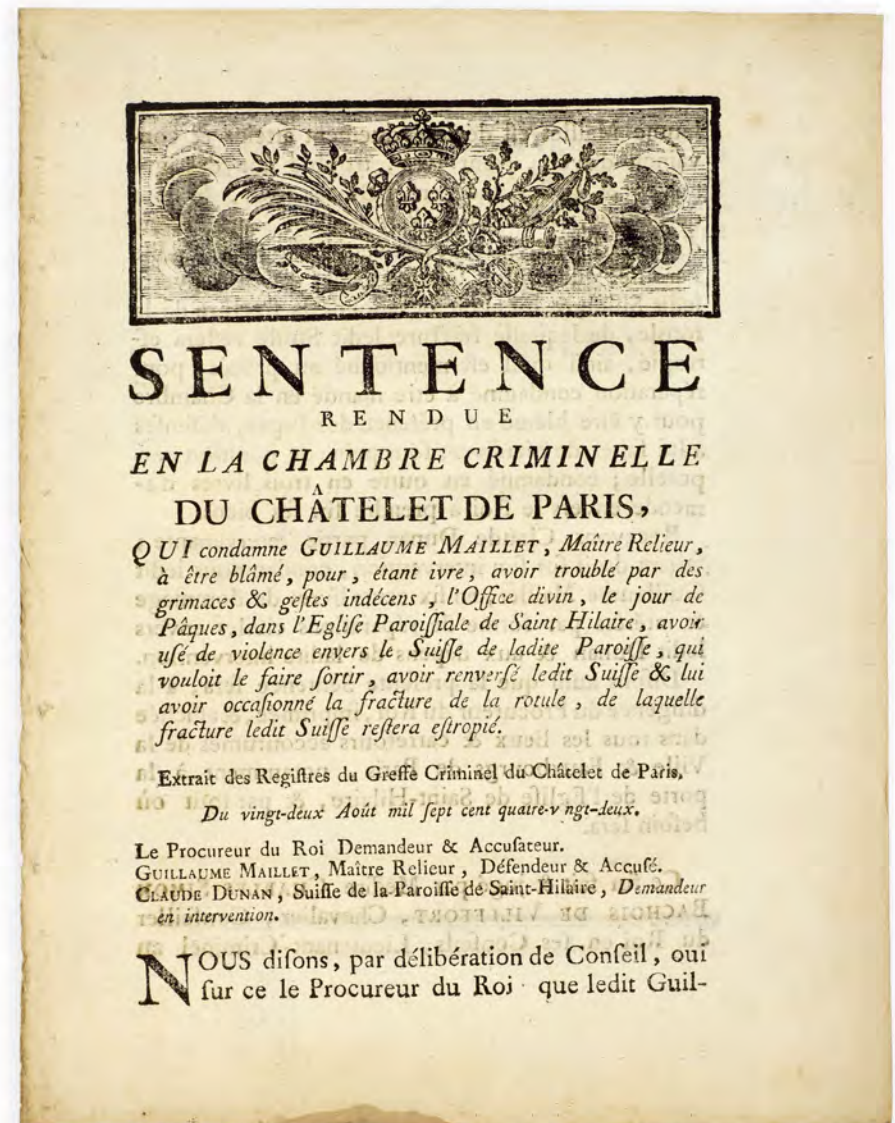 SENTENCE
RENDUE
EN LA CHAMBRE CRIMINELLE
DU CHÂTELET DE PARIS,
QUI condamne GUILLAUME MAILLET, Maître Relieur,
à être blâmé, pour, étant ivre, avoir troublé par des
grimaces & geſtes indécens, l'Office divin, le jour de
Pâques, dans l'Egliſe Paroiſſiale de Saint Hilaire, avoir
uſé de violence envers le Suiſſe de ladite Paroiſſe, qui
vouloit le faire ſortir, avoir renverſé ledit Suiſſe & lui
avoir occaſionné la fracture de la rotule, de laquelle
fracture ledit Suiſſe reſtera eſtropié.
Extrait des Regiſtres du Greffe Criminel du Châtelet de Paris,
Du vingt-deux Août mil ſept cent quatre-v ngt-deux.
Le Procureur du Roi Demandeur & Accuſateur.
GUILLAUME MAILLET, Maître Relieur, Défendeur & Accuſé.
CLAUDE DUNAN, Suiſſe de la Paroiſſe de Saint-Hilaire, Demandeur
en intervention.
NOUS diſons, par délibération de Conſeil, oui
ſur ce le Procureur du Roi que ledit Guil-